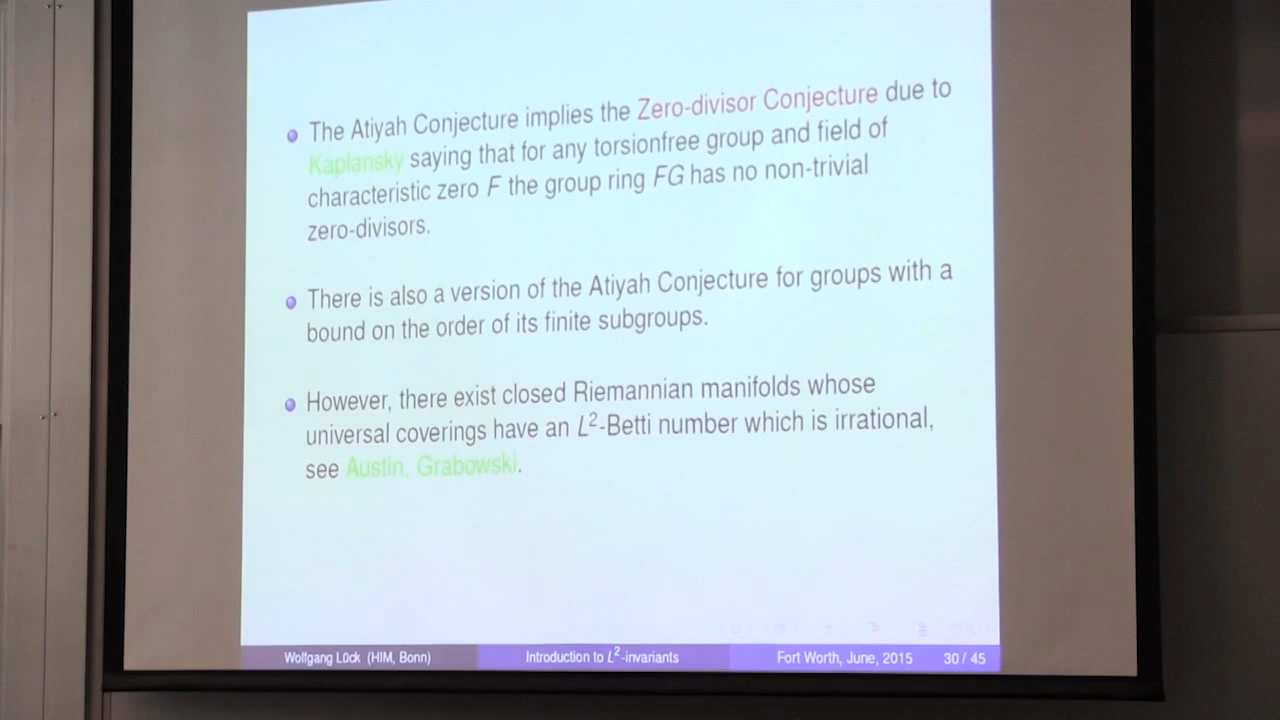 The Atiyah Conjecture implies the Zero-divisor Conjecture due to
Kaplansky saying that for any torsionfree group and field of
characteristic zero F the group ring FG has no non-trivial
zero-divisors.
There is also a version of the Atiyah Conjecture for groups with a
bound on the order of its finite subgroups.
However, there exist closed Riemannian manifolds whose
universal coverings have an L²-Betti number which is irrational,
see Austin, Grabowski.
Wolfgang Lück (HIM, Bonn) Introduction to L²-invariants Fort Worth, June, 2015 30 / 45